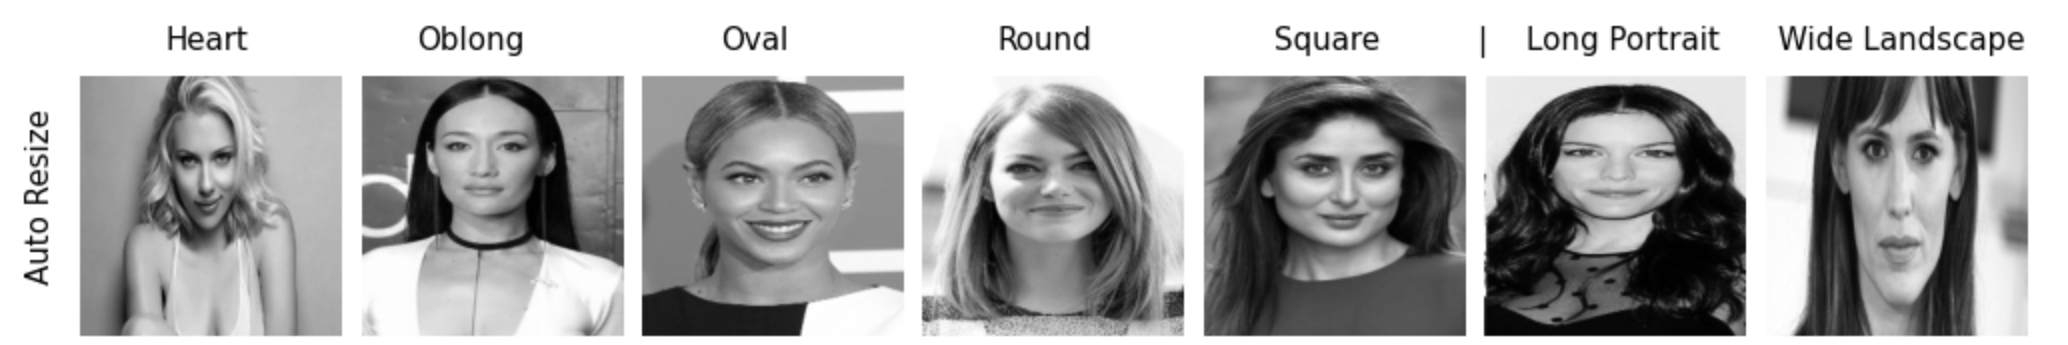 Heart Oblong Oval Round Square | Long Portrait Wide Landscape
Auto Resize